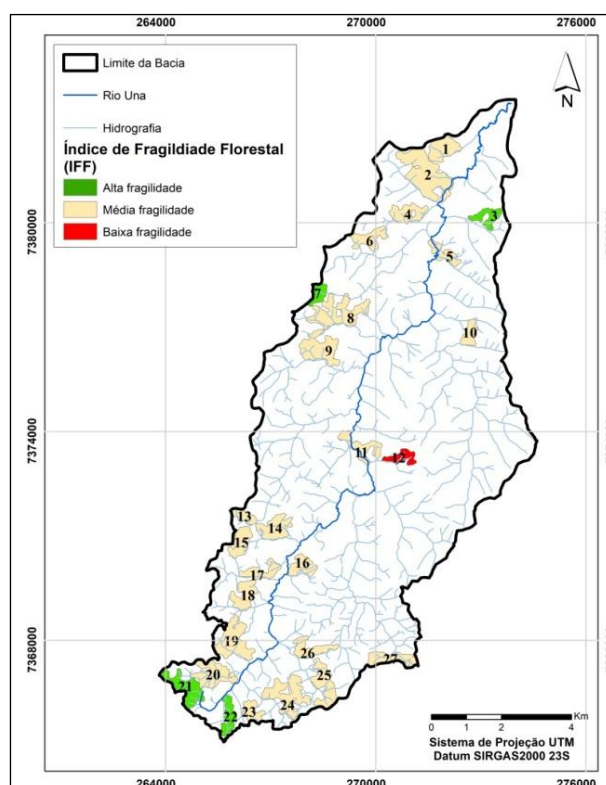 264000 270000 276000
Limite da Bacia
Rio Una
Hidrografia
Índice de Fragildiade Florestal
(IFF)
Alta fragilidade
Média fragilidade
Baixa fragilidade
N
1
2
3
4
5
6
7
8
9
10
11
12
13
14
15
16
17
18
19
20
21
22
23
24
25
26
27
7380000
7380000
7374000
7374000
7388000
7368000
0 1 2 4
Km
Sistema de Projeção UTM
Datum SIRGAS2000 23S
264000 270000 276000